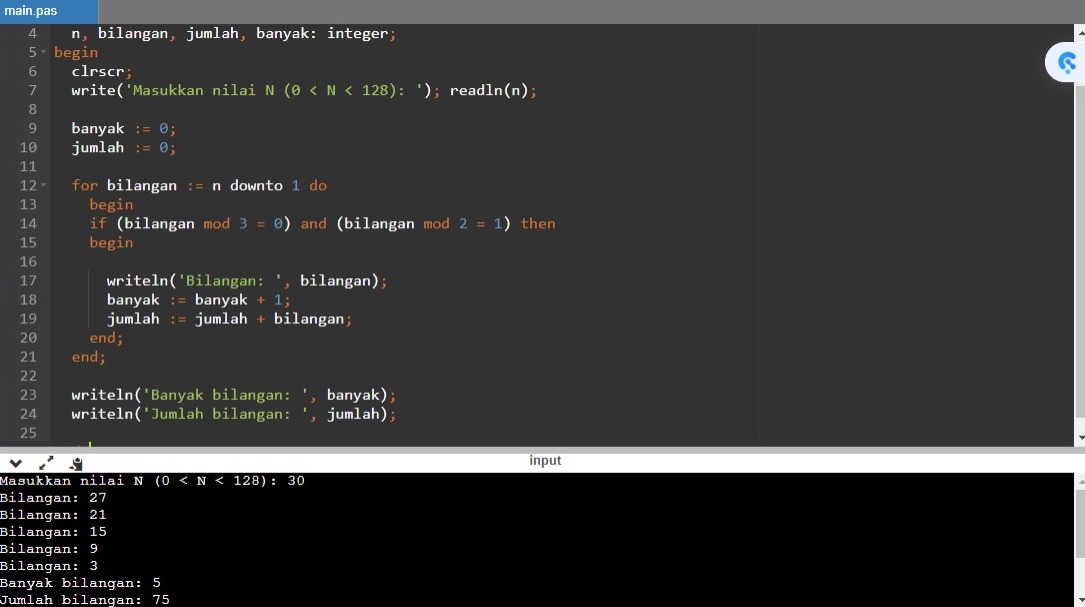 main.pas
4 n, bilangan, jumlah, banyak: integer;
5 begin
6 clrscr;
7 write('Masukkan nilai N (0 < N < 128): '); readln(n);
8
9 banyak := 0;
10 jumlah := 0;
11
12 for bilangan := n downto 1 do
13 begin
14 if (bilangan mod 3 = 0) and (bilangan mod 2 = 1) then
15 begin
16
17 writeln('Bilangan: ', bilangan);
18 banyak := banyak + 1;
19 jumlah := jumlah + bilangan;
20 end;
21 end;
22
23 writeln('Banyak bilangan: ', banyak);
24 writeln('Jumlah bilangan: ', jumlah);
25
input
Masukkan nilai N (0 < N < 128): 30
Bilangan: 27
Bilangan: 21
Bilangan: 15
Bilangan: 9
Bilangan: 3
Banyak bilangan: 5
Jumlah bilangan: 75